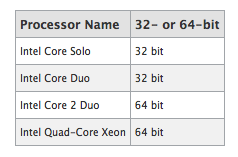 Processor Name 32- or 64-bit
Intel Core Solo 32 bit
Intel Core Duo 32 bit
Intel Core 2 Duo 64 bit
Intel Quad-Core Xeon 64 bit